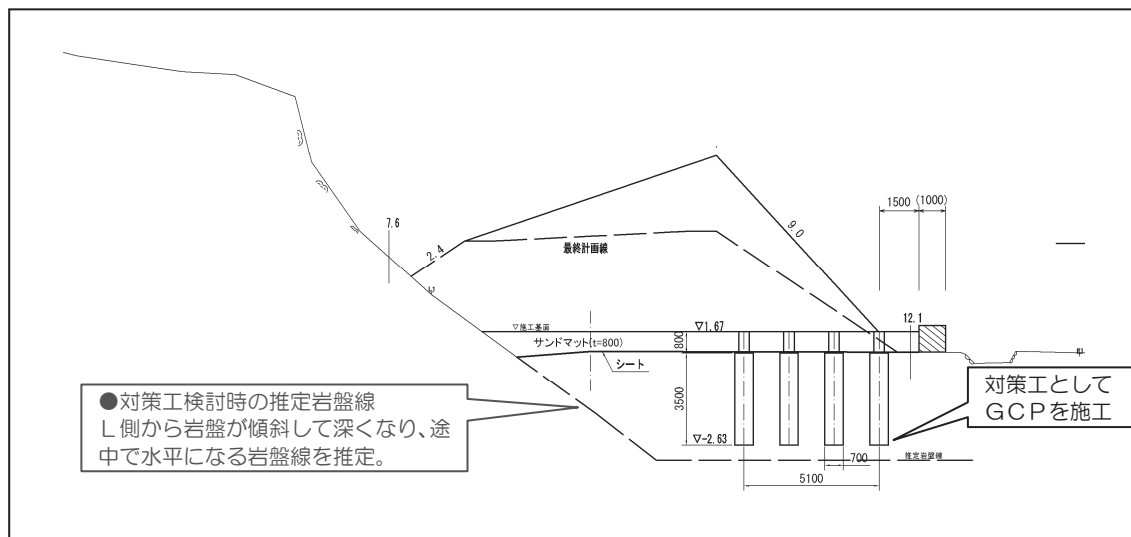 1500
(1000)
7.6
2.4
9.0
最終計画線
12.1
▽施工基面
▽1.67
サンドマット(t=800)
800
シート
対策工として
GCPを施工
●対策工検討時の推定岩盤線
L側から岩盤が傾斜して深くなり、途
中で水平になる岩盤線を推定。
3500
▽-2.63
推定岩盤線
700
5100